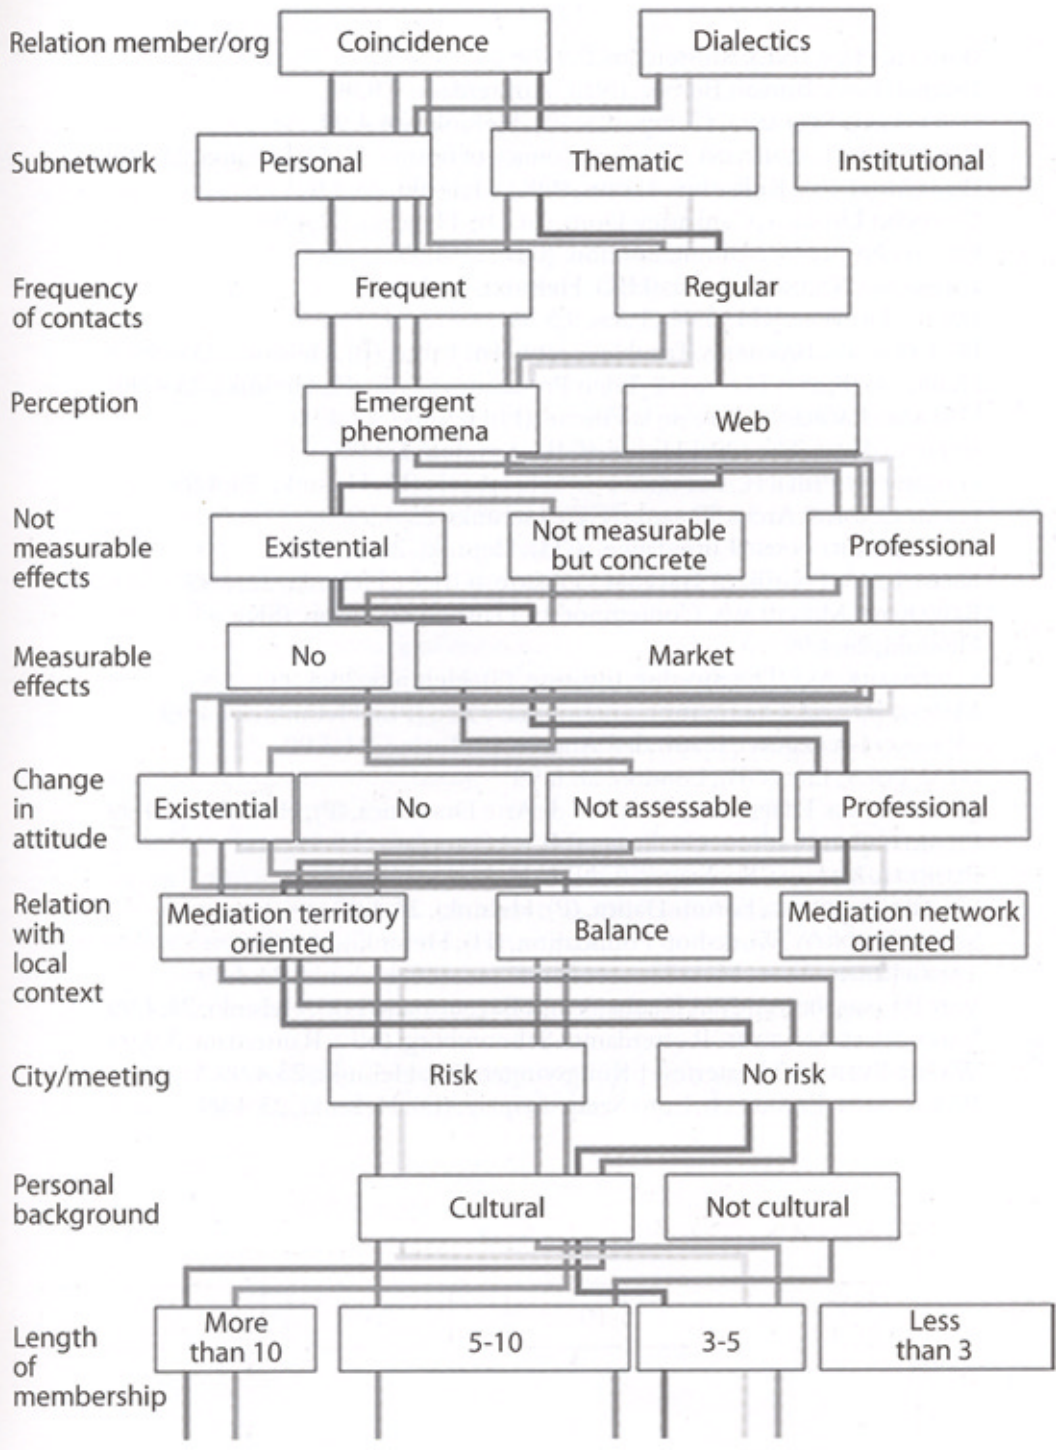 Relation member/org
Coincidence
Dialectics
Subnetwork
Personal
Thematic
Institutional
Frequency
of contacts
Frequent
Regular
Perception
Emergent
phenomena
Web
Not
measurable
effects
Existential
Not measurable
but concrete
Professional
Measurable
effects
No
Market
Change
in
attitude
Existential
No
Not assessable
Professional
Relation
with
local
context
Mediation territory
oriented
Balance
Mediation network
oriented
City/meeting
Risk
No risk
Personal
background
Cultural
Not cultural
Length
of
membership
More
than 10
5-10
3-5
Less
than 3